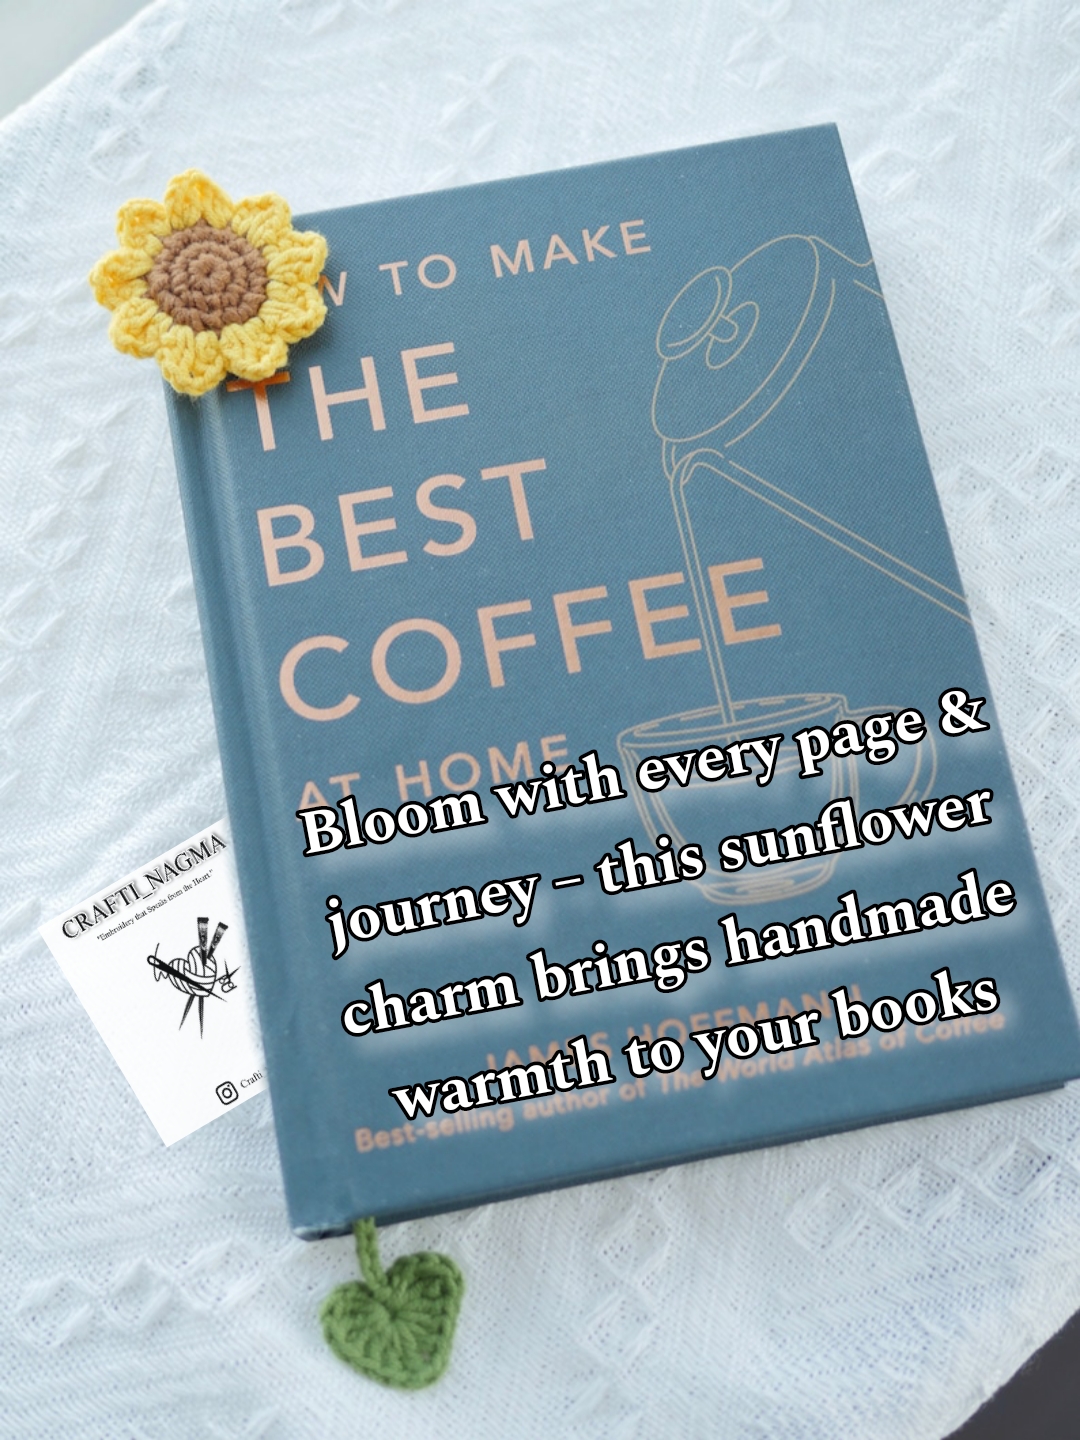 W TO MAKE
THE
BEST
COFFEE
AT HOME
Bloom with every page &
journey – this sunflower
charm brings handmade
warmth to your books
JAMES HOFFMANN
Best-selling author of The World Atlas of Coffee
CRAFTI_NAGMA
"Embroidery that Speaks from the Heart."
Crafti